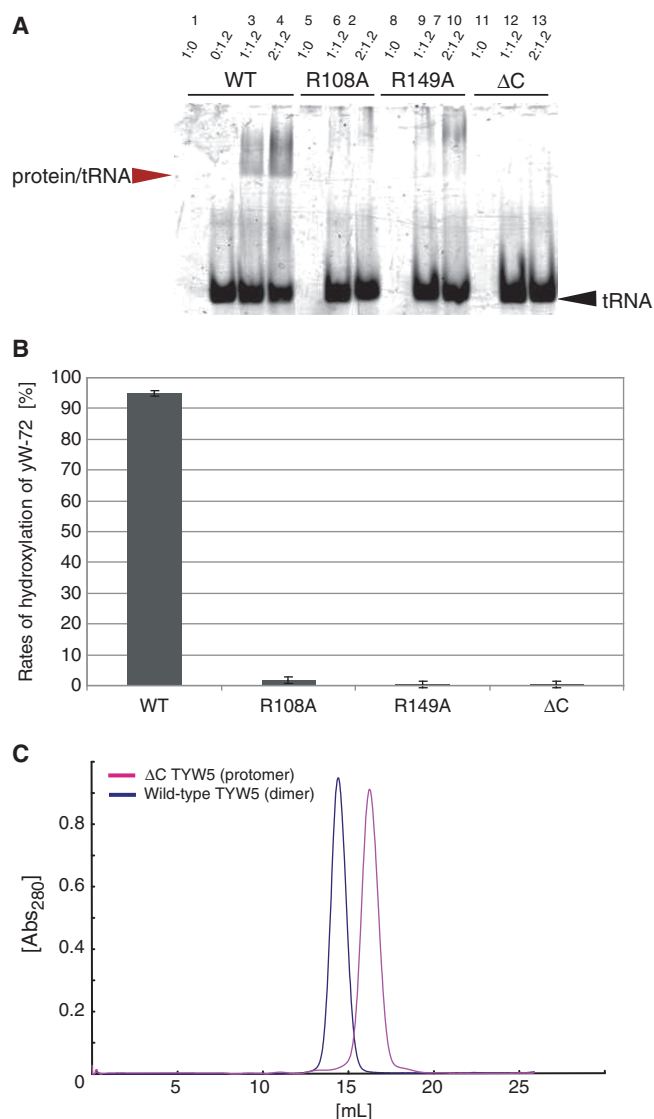 A
1 3 4 5 6 2 8 9 7 10 11 12 13
1:0 0:1.2 1:1.2 2:1.2 1:0 1:1.2 2:1.2 1:0 1:1.2 2:1.2 1:0 1:1.2 2:1.2
WT R108A R149A ΔC
protein/tRNA
tRNA
B
Rates of hydroxylation of yW-72 [%]
100
90
80
70
60
50
40
30
20
10
0
WT R108A R149A ΔC
C
ΔC TYW5 (protomer)
Wild-type TYW5 (dimer)
[Abs280]
0.8
0.6
0.4
0.2
0
5 10 15 20 25
[mL]